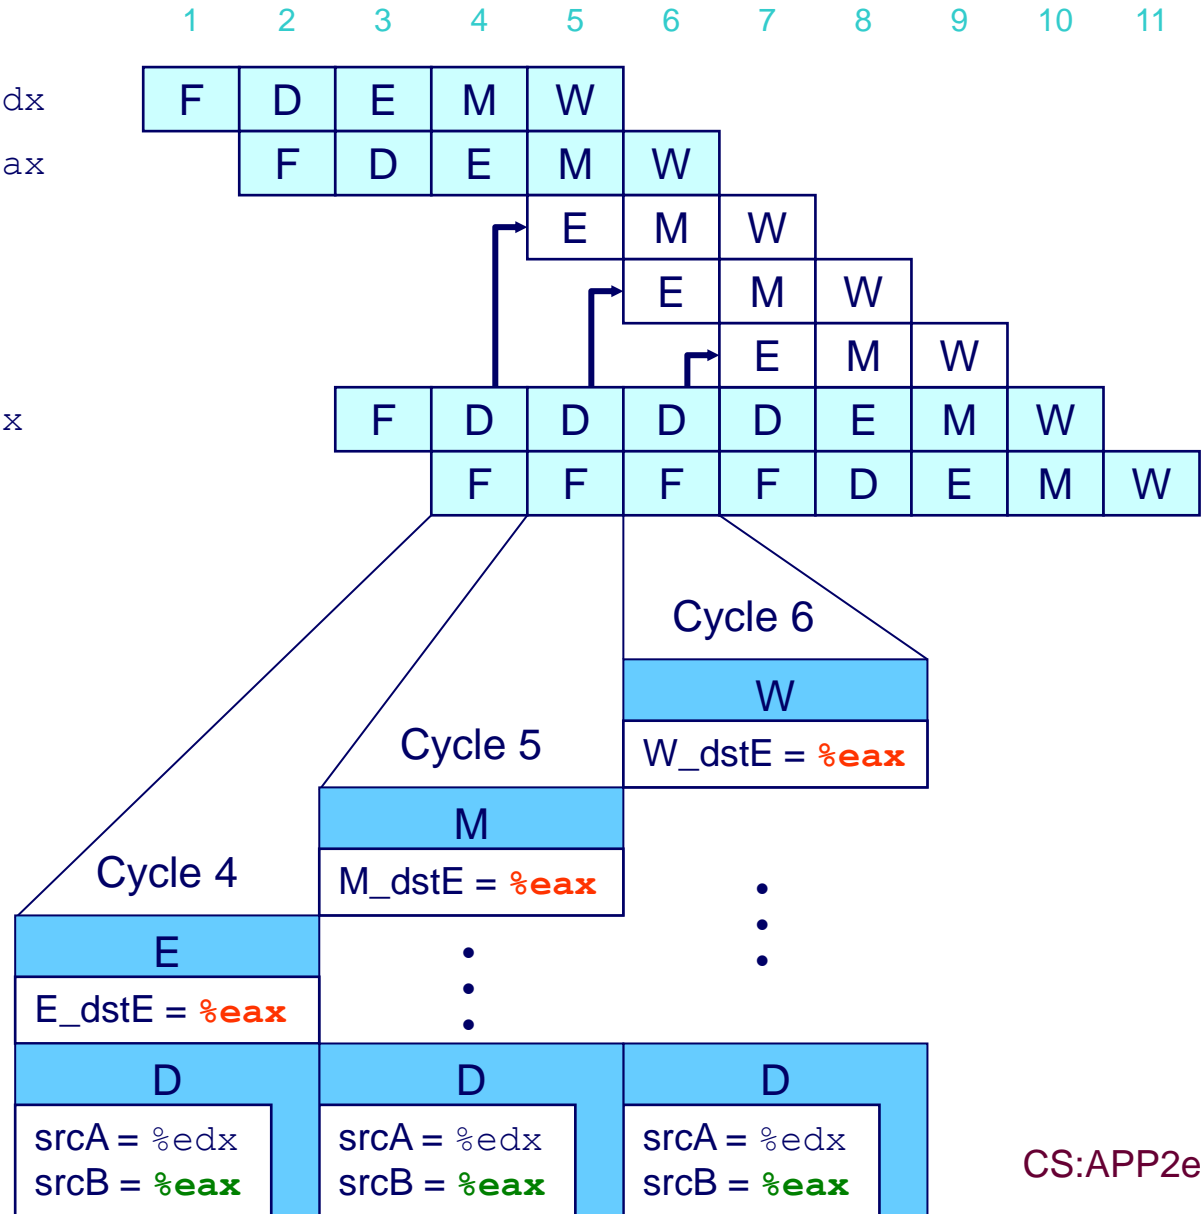 1 2 3 4 5 6 7 8 9 10 11
dx F D E M W
ax F D E M W
E M W
E M W
E M W
x F D D D D E M W
F F F F D E M W
Cycle 6
W
W_dstE = %eax
Cycle 5
M
M_dstE = %eax
Cycle 4
E
E_dstE = %eax
D D D
srcA = %edx srcA = %edx srcA = %edx
srcB = %eax srcB = %eax srcB = %eax
CS:APP2e